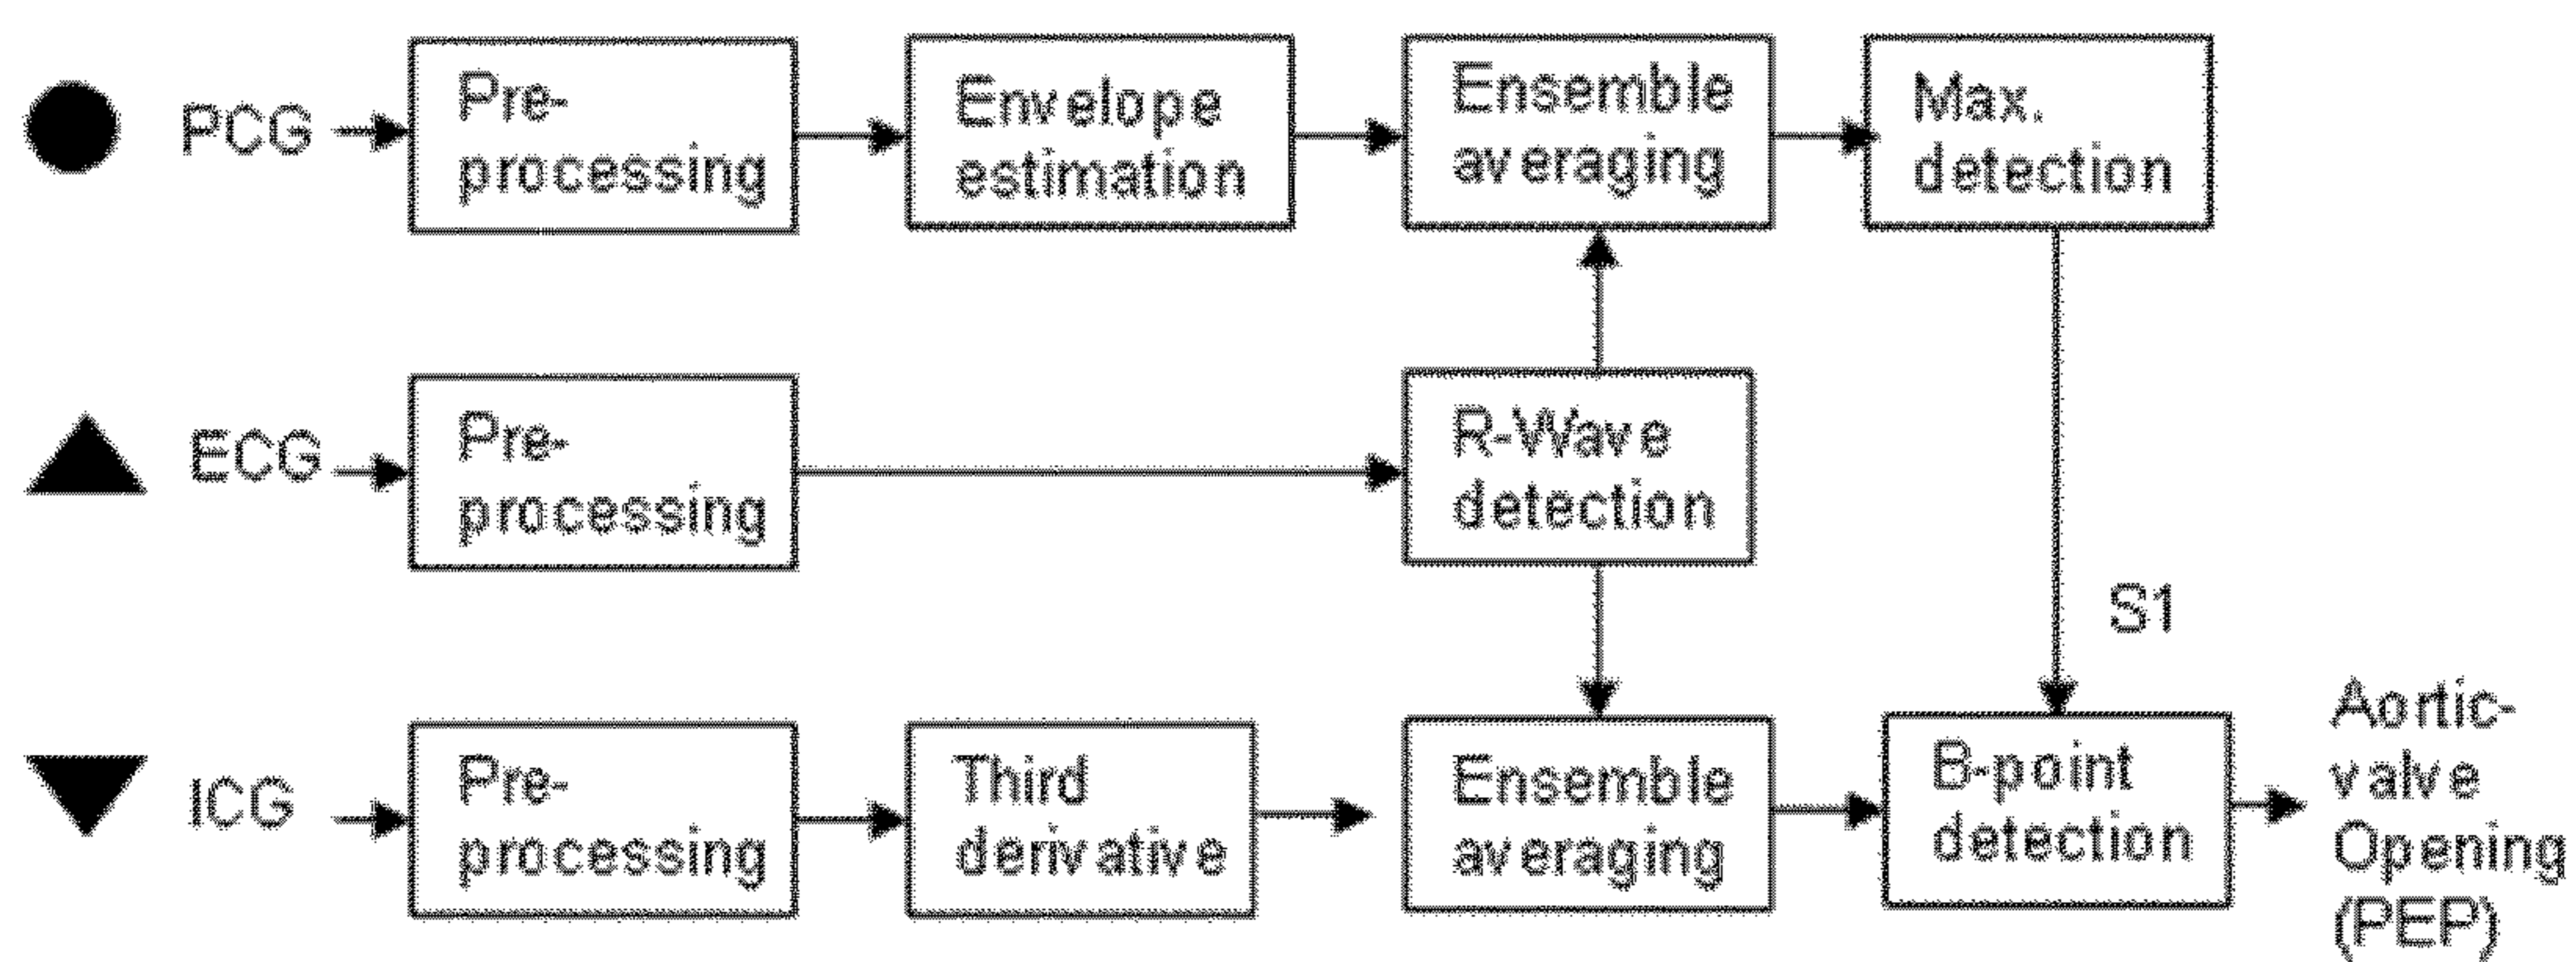 PCG
Pre-
processing
Envelope
estimation
Ensemble
averaging
Max.
detection
ECG
Pre-
processing
R-Wave
detection
S1
ICG
Pre-
processing
Third
derivative
Ensemble
averaging
B-point
detection
Aortic-
valve
Opening
(PEP)